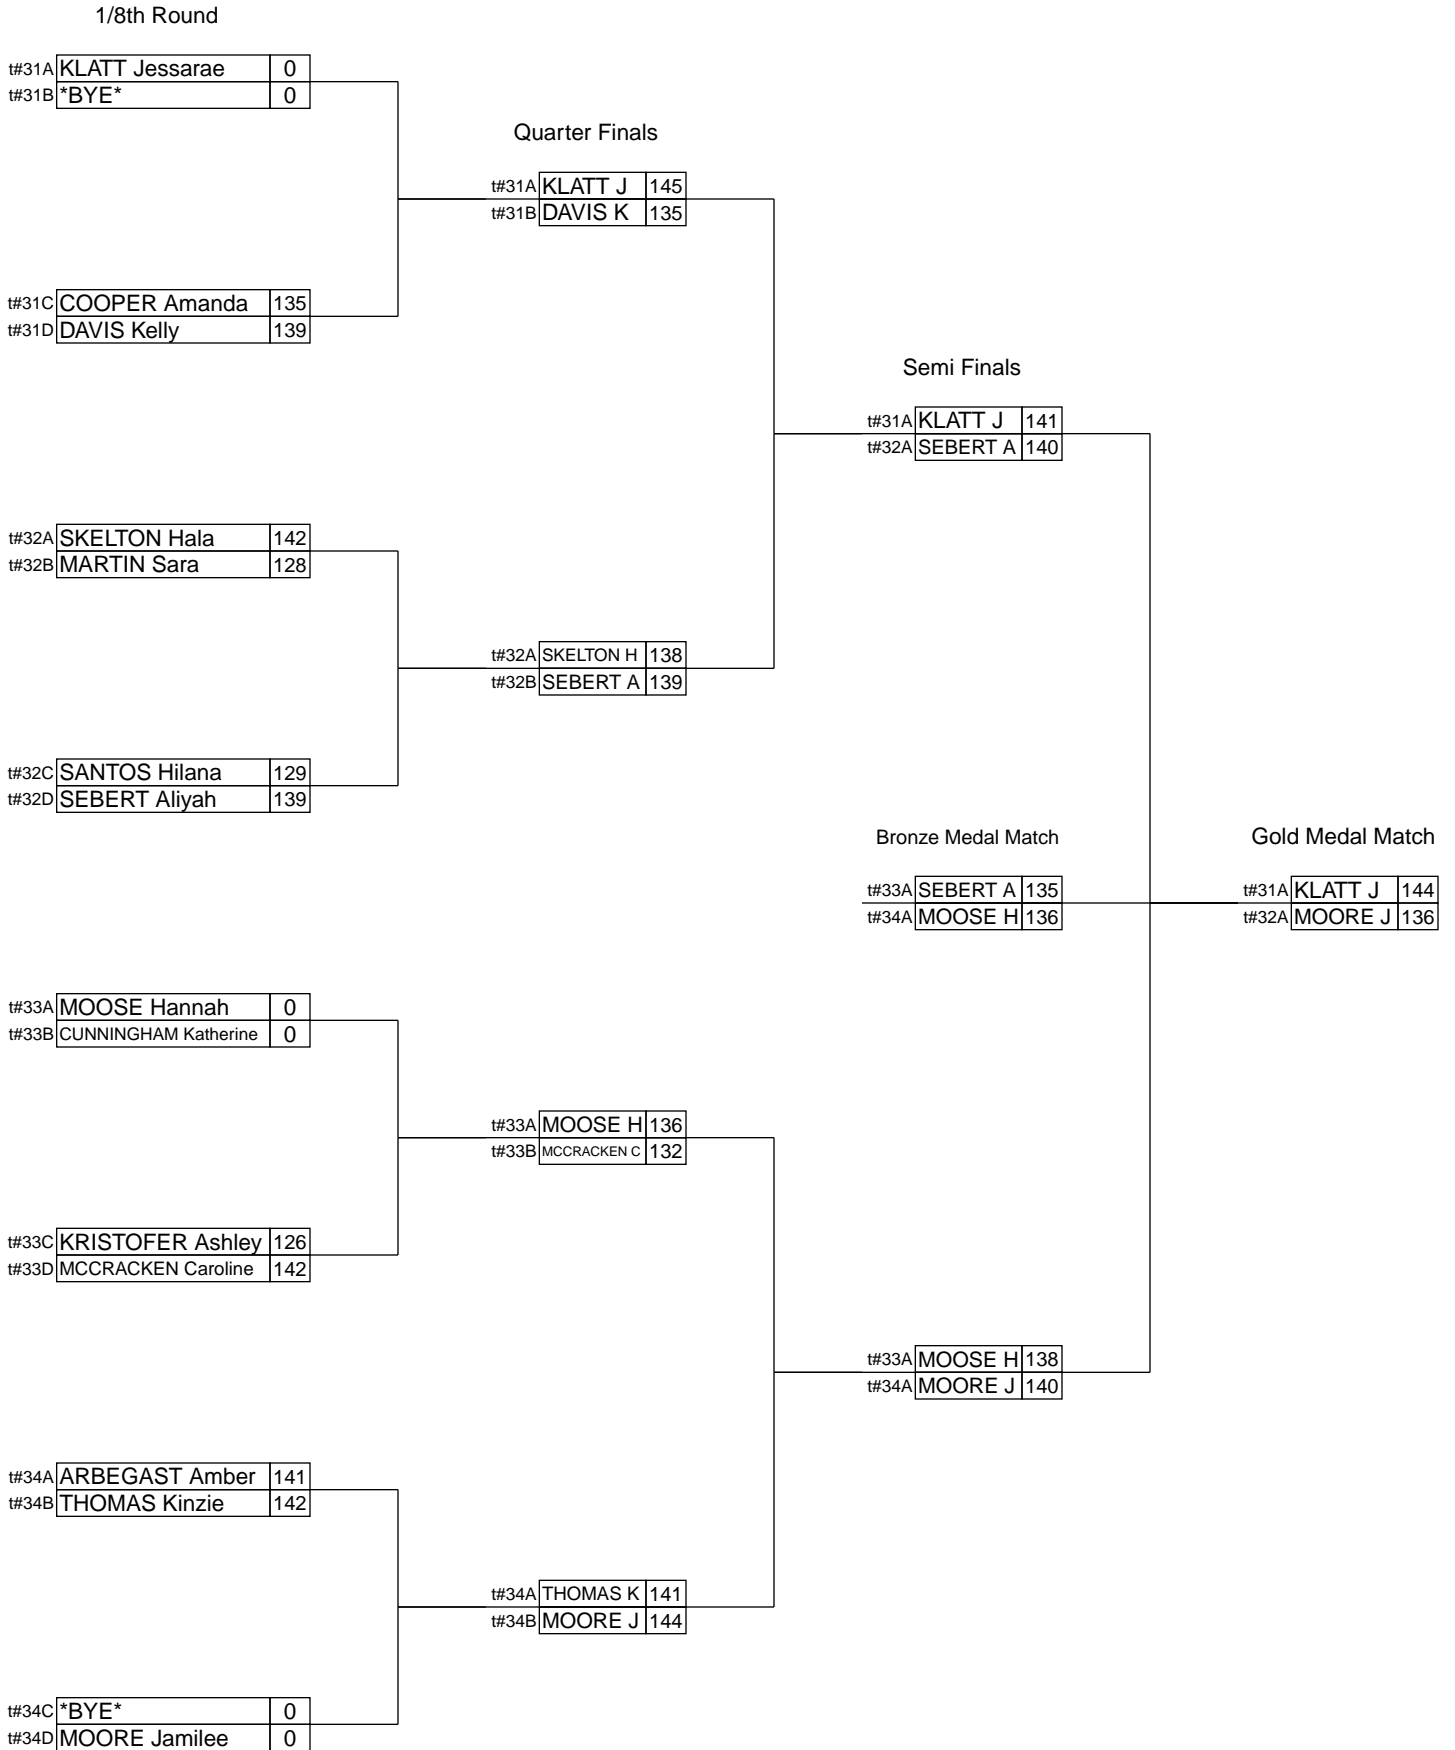 1/8th Round
t#31A KLATT Jessarae 0
t#31B *BYE* 0
t#31C COOPER Amanda 135
t#31D DAVIS Kelly 139
t#32A SKELTON Hala 142
t#32B MARTIN Sara 128
t#32C SANTOS Hilana 129
t#32D SEBERT Aliyah 139
t#33A MOOSE Hannah 0
t#33B CUNNINGHAM Katherine 0
t#33C KRISTOFER Ashley 126
t#33D MCCRACKEN Caroline 142
t#34A ARBEGAST Amber 141
t#34B THOMAS Kinzie 142
t#34C *BYE* 0
t#34D MOORE Jamilee 0
Quarter Finals
t#31A KLATT J 145
t#31B DAVIS K 135
t#32A SKELTON H 138
t#32B SEBERT A 139
t#33A MOOSE H 136
t#33B MCCRACKEN C 132
t#34A THOMAS K 141
t#34B MOORE J 144
Semi Finals
t#31A KLATT J 141
t#32A SEBERT A 140
t#33A MOOSE H 138
t#34A MOORE J 140
Bronze Medal Match
t#33A SEBERT A 135
t#34A MOOSE H 136
Gold Medal Match
t#31A KLATT J 144
t#32A MOORE J 136